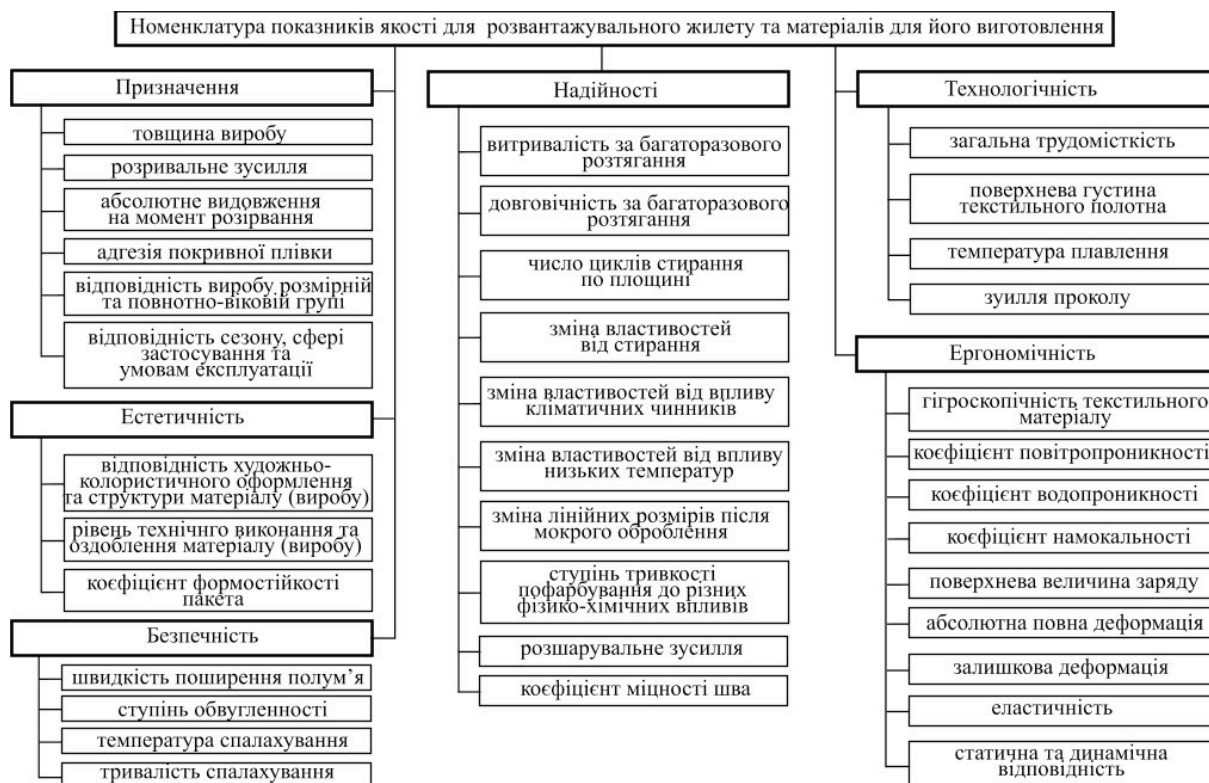 Номенклатура показників якості для розвантажувального жилету та матеріалів для його виготовлення
Призначення
товщина виробу
розривальне зусилля
абсолютне видовження
на момент розірвання
адгезія покривної плівки
відповідність виробу розмірній
та повнотно-віковій групі
відповідність сезону, сфері
застосування та
умовам експлуатації
Естетичність
відповідність художньо-
колористичного оформлення
та структури матеріалу (виробу)
рівень технічнго виконання та
оздоблення матеріалу (виробу)
коєфіцієнт формостійкості
пакета
Безпечність
швидкість поширення полум’я
ступінь обвугленності
температура спалахування
тривалість спалахування
Надійності
витривалість за багаторазового
розтягання
довговічність за багаторазового
розтягання
число циклів стирання
по площині
зміна властивостей
від стирання
зміна властивостей від впливу
кліматичних чинників
зміна властивостей від впливу
низьких температур
зміна лінійних розмірів після
мокрого оброблення
ступінь тривкості
пофарбування до різних
фізико-хімічних впливів
розшарувальне зусилля
коєфіцієнт міцності шва
Технологічність
загальна трудомісткість
поверхнева густина
текстильного полотна
температура плавлення
зуилля проколу
Ергономічність
гігроскопічність текстильного
матеріалу
коєфіцієнт повітропроникності
коєфіцієнт водопроникності
коєфіцієнт намокальності
поверхнева величина заряду
абсолютна повна деформація
залишкова деформація
еластичність
статична та динамічна
відповідність